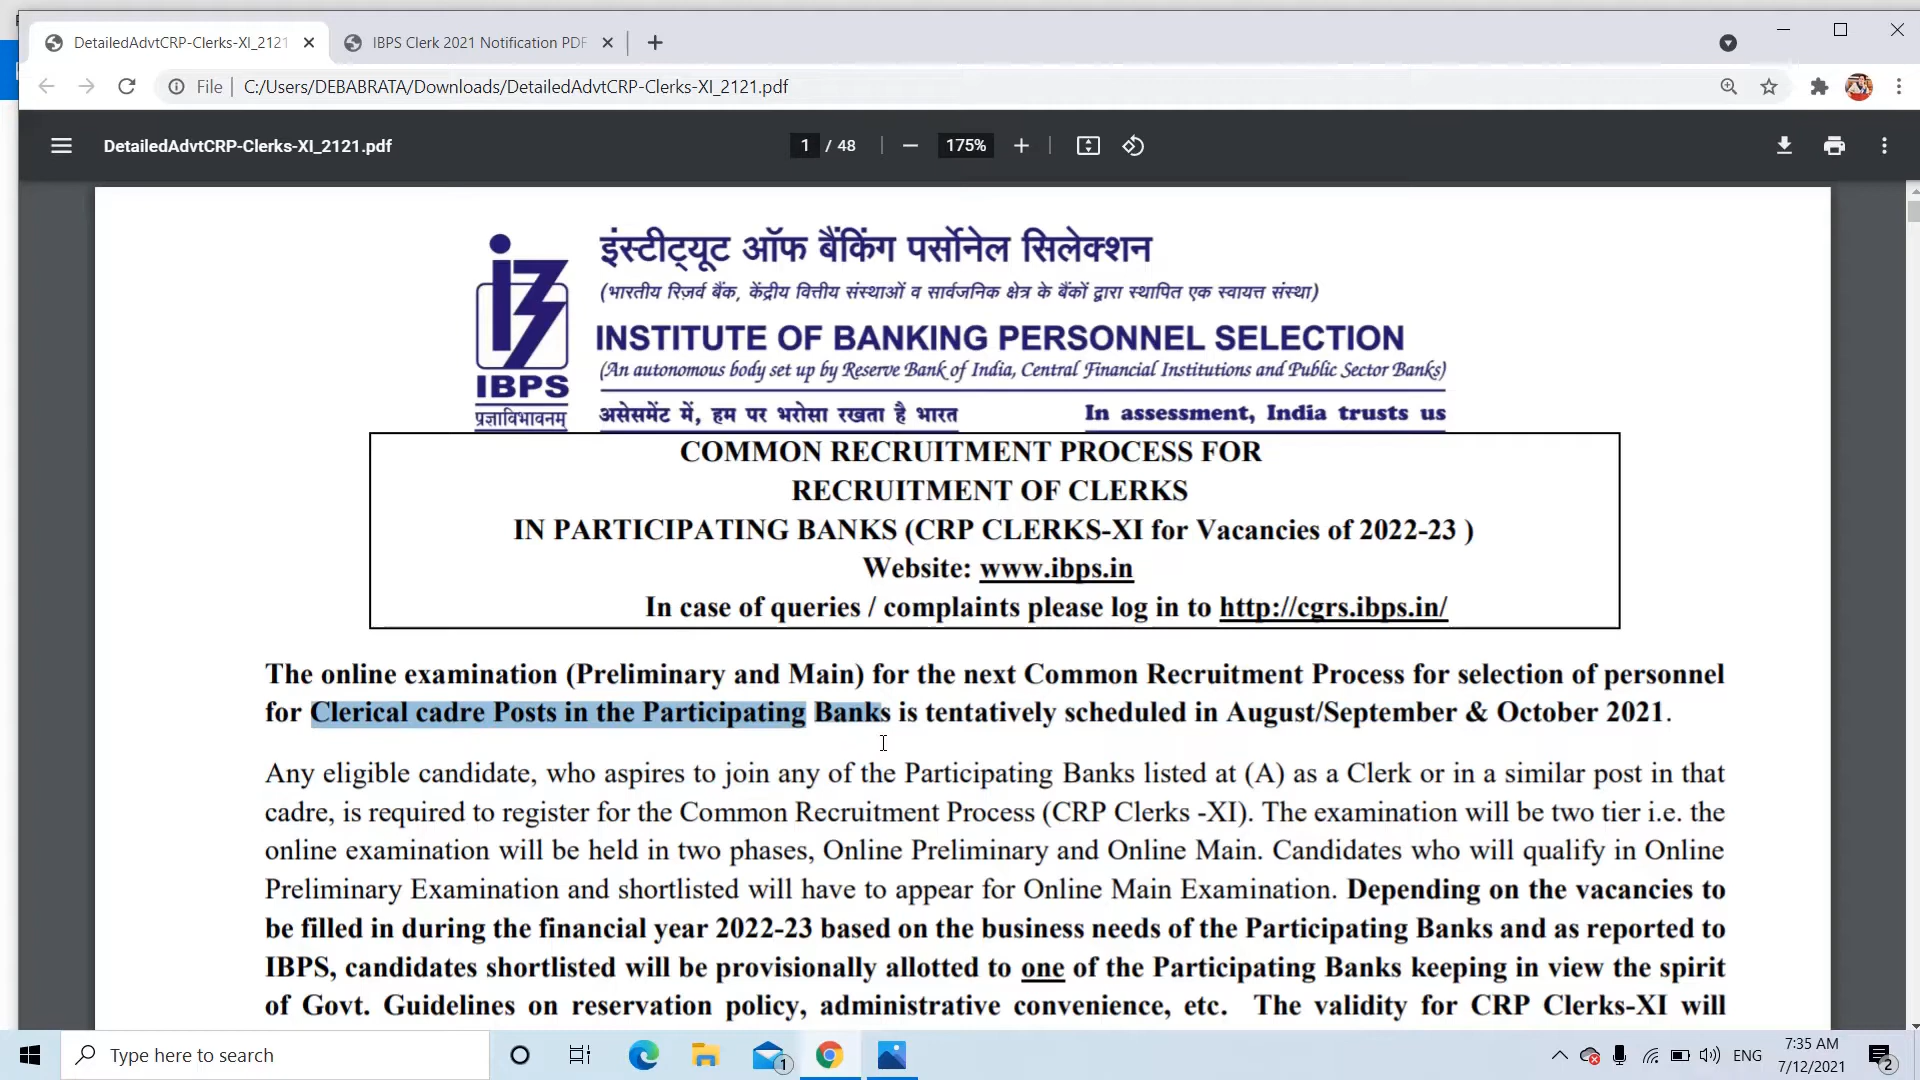 DetailedAdvtCRP-Clerks-XI_2121
IBPS Clerk 2021 Notification PDF
File
C:/Users/DEBABRATA/Downloads/DetailedAdvtCRP-Clerks-XI_2121.pdf
DetailedAdvtCRP-Clerks-XI_2121.pdf
1 / 48
175%
इंस्टीट्यूट ऑफ बैंकिंग पर्सोनेल सिलेक्शन
(भारतीय रिज़र्व बैंक, केंद्रीय वित्तीय संस्थाओं व सार्वजनिक क्षेत्र के बैंकों द्वारा स्थापित एक स्वायत्त संस्था)
INSTITUTE OF BANKING PERSONNEL SELECTION
(An autonomous body set up by Reserve Bank of India, Central Financial Institutions and Public Sector Banks)
IBPS
प्रज्ञाविभावनम्
असेसमेंट में, हम पर भरोसा रखता है भारत
In assessment, India trusts us
COMMON RECRUITMENT PROCESS FOR
RECRUITMENT OF CLERKS
IN PARTICIPATING BANKS (CRP CLERKS-XI for Vacancies of 2022-23 )
Website: www.ibps.in
In case of queries / complaints please log in to http://cgrs.ibps.in/
The online examination (Preliminary and Main) for the next Common Recruitment Process for selection of personnel
for Clerical cadre Posts in the Participating Banks is tentatively scheduled in August/September & October 2021.
Any eligible candidate, who aspires to join any of the Participating Banks listed at (A) as a Clerk or in a similar post in that
cadre, is required to register for the Common Recruitment Process (CRP Clerks -XI). The examination will be two tier i.e. the
online examination will be held in two phases, Online Preliminary and Online Main. Candidates who will qualify in Online
Preliminary Examination and shortlisted will have to appear for Online Main Examination. Depending on the vacancies to
be filled in during the financial year 2022-23 based on the business needs of the Participating Banks and as reported to
IBPS, candidates shortlisted will be provisionally allotted to one of the Participating Banks keeping in view the spirit
of Govt. Guidelines on reservation policy, administrative convenience, etc. The validity for CRP Clerks-XI will
Type here to search
1
ENG
7:35 AM
7/12/2021
2